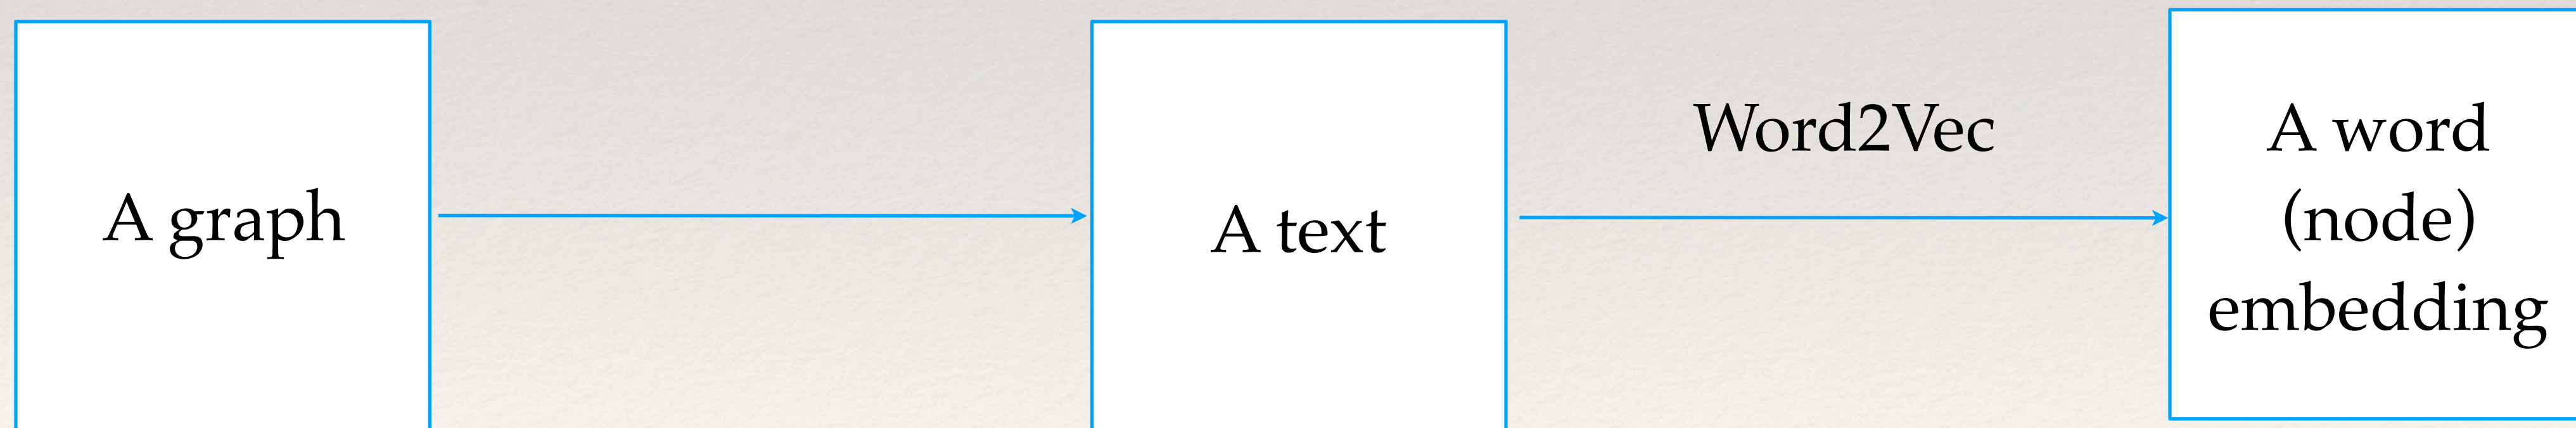 A graph
A text
Word2Vec
A word
(node)
embedding